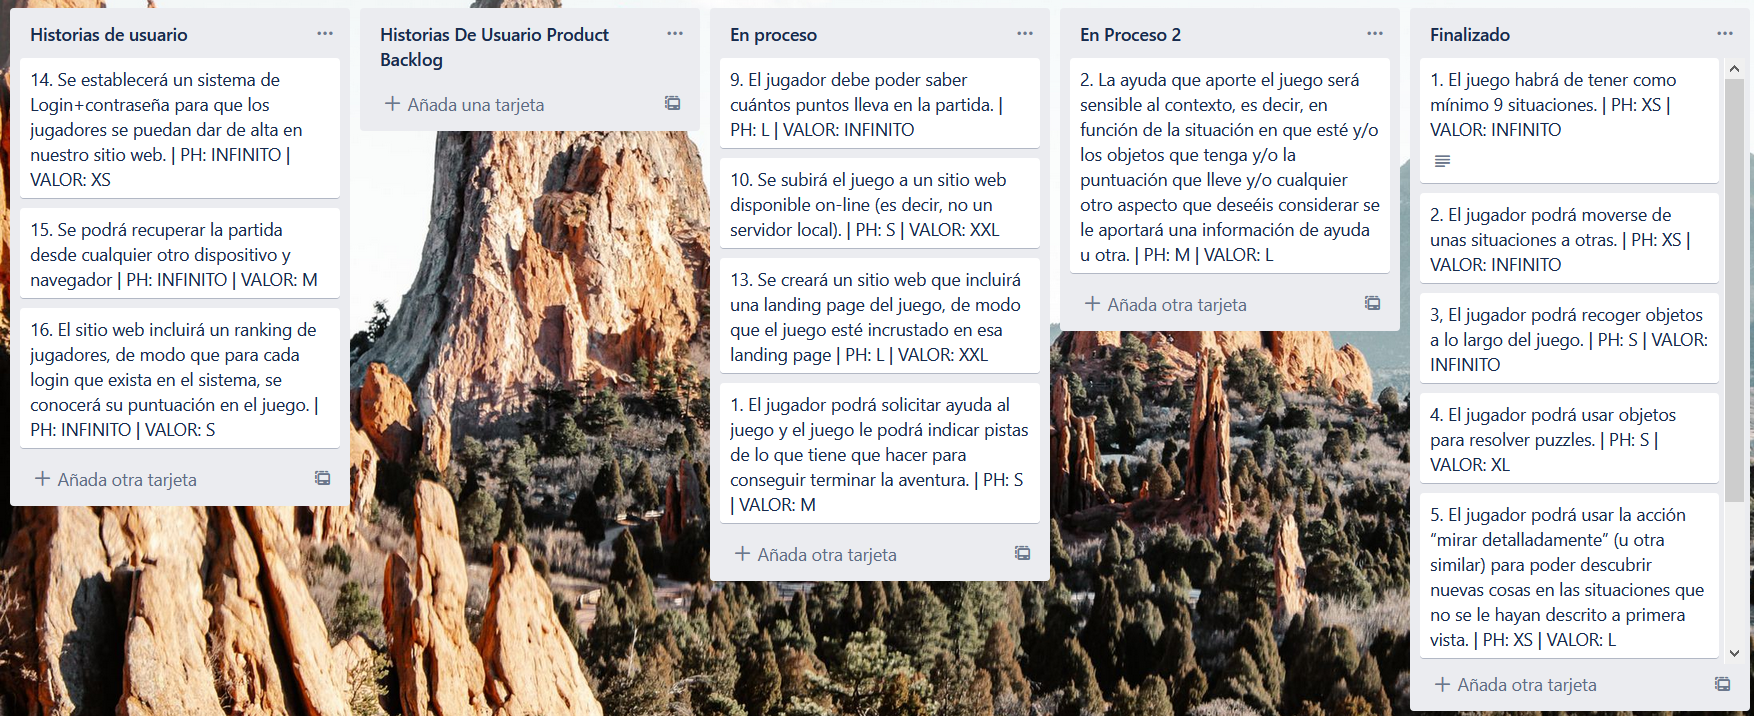 Historias de usuario
14. Se establecerá un sistema de
Login+contraseña para que los
jugadores se puedan dar de alta en
nuestro sitio web. | PH: INFINITO |
VALOR: XS
15. Se podrá recuperar la partida
desde cualquier otro dispositivo y
navegador | PH: INFINITO | VALOR: M
16. El sitio web incluirá un ranking de
jugadores, de modo que para cada
login que exista en el sistema, se
conocerá su puntuación en el juego. |
PH: INFINITO | VALOR: S
+ Añada otra tarjeta
Historias De Usuario Product
Backlog
+ Añada una tarjeta
En proceso
9. El jugador debe poder saber
cuántos puntos lleva en la partida. |
PH: L | VALOR: INFINITO
10. Se subirá el juego a un sitio web
disponible on-line (es decir, no un
servidor local). | PH: S | VALOR: XXL
13. Se creará un sitio web que incluirá
una landing page del juego, de modo
que el juego esté incrustado en esa
landing page | PH: L | VALOR: XXL
1. El jugador podrá solicitar ayuda al
juego y el juego le podrá indicar pistas
de lo que tiene que hacer para
conseguir terminar la aventura. | PH: S
| VALOR: M
+ Añada otra tarjeta
En Proceso 2
2. La ayuda que aporte el juego será
sensible al contexto, es decir, en
función de la situación en que esté y/o
los objetos que tenga y/o la
puntuación que lleve y/o cualquier
otro aspecto que deseéis considerar se
le aportará una información de ayuda
u otra. | PH: M | VALOR: L
+ Añada otra tarjeta
Finalizado
1. El juego habrá de tener como
mínimo 9 situaciones. | PH: XS |
VALOR: INFINITO
2. El jugador podrá moverse de
unas situaciones a otras. | PH: XS |
VALOR: INFINITO
3, El jugador podrá recoger objetos
a lo largo del juego. | PH: S | VALOR:
INFINITO
4. El jugador podrá usar objetos
para resolver puzzles. | PH: S |
VALOR: XL
5. El jugador podrá usar la acción
“mirar detalladamente” (u otra
similar) para poder descubrir
nuevas cosas en las situaciones que
no se le hayan descrito a primera
vista. | PH: XS | VALOR: L
+ Añada otra tarjeta